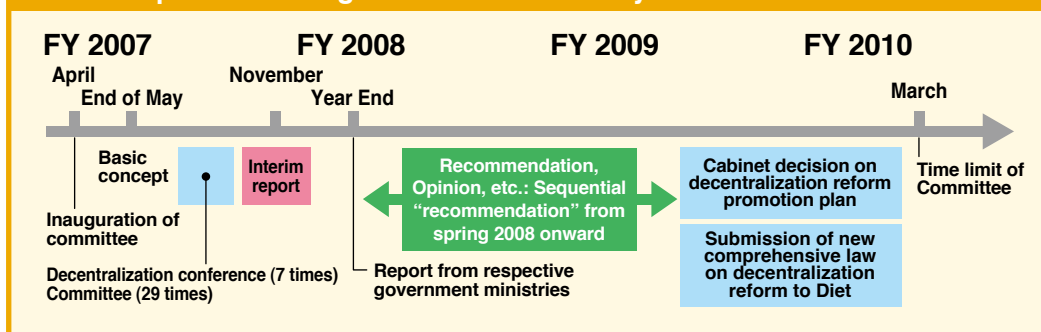 FY 2007
FY 2008
FY 2009
FY 2010
April
End of May
November
Year End
March
Basic
concept
Interim
report
Recommendation,
Opinion, etc.: Sequential
“recommendation” from
spring 2008 onward
Cabinet decision on
decentralization reform
promotion plan
Time limit of
Committee
Inauguration of
committee
Submission of new
comprehensive law
on decentralization
reform to Diet
Decentralization conference (7 times)
Committee (29 times)
Report from respective
government ministries